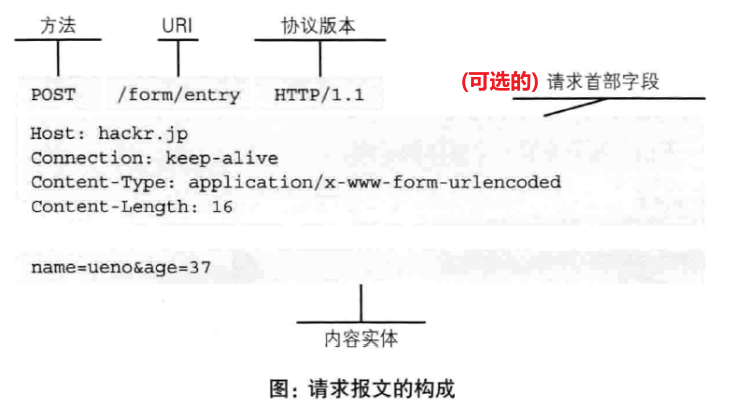 方法 URI 协议版本
(可选的) 请求首部字段
POST /form/entry HTTP/1.1
Host: hackr.jp
Connection: keep-alive
Content-Type: application/x-www-form-urlencoded
Content-Length: 16
name=ueno&age=37
内容实体
图：请求报文的构成